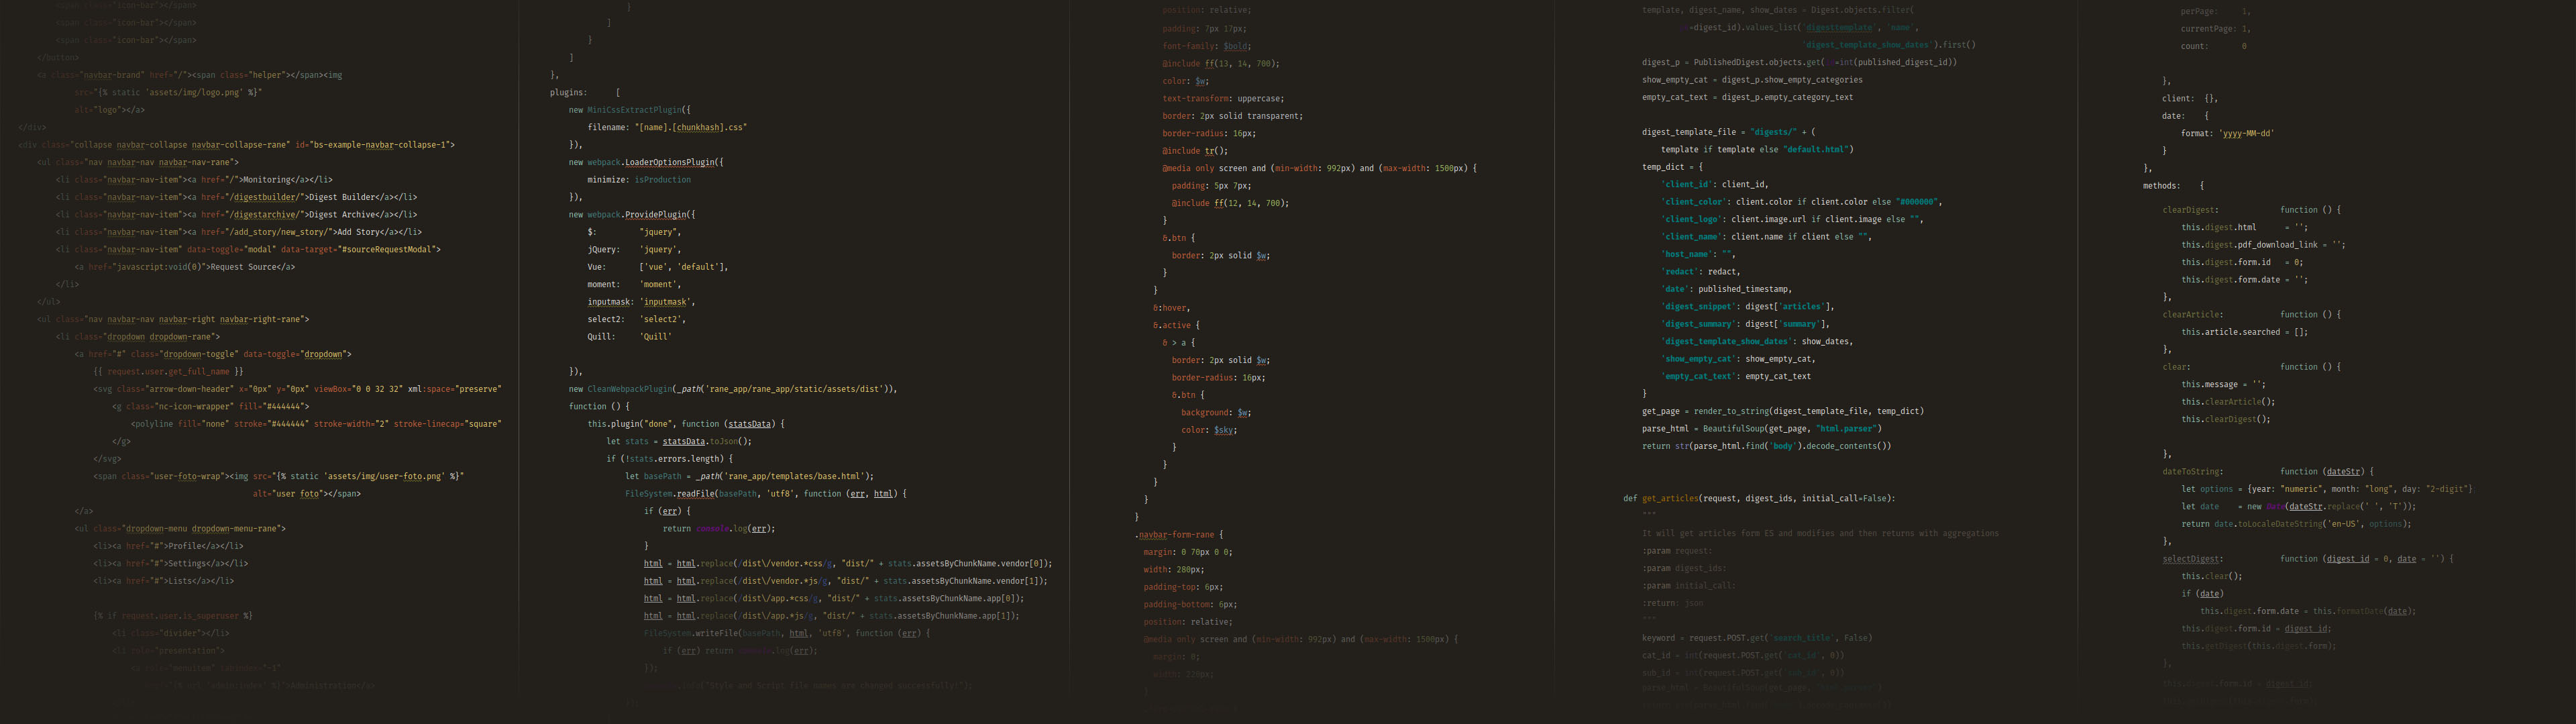 <span class="icon-bar"></span>
<span class="icon-bar"></span>
<span class="icon-bar"></span>
</button>
<a class="navbar-brand" href="/"><span class="helper"></span><img
src="{% static 'assets/img/logo.png' %}"
alt="logo"></a>
</div>
<div class="collapse navbar-collapse navbar-collapse-rane" id="bs-example-navbar-collapse-1">
<ul class="nav navbar-nav navbar-nav-rane">
<li class="navbar-nav-item"><a href="/">Monitoring</a></li>
<li class="navbar-nav-item"><a href="/digestbuilder/">Digest Builder</a></li>
<li class="navbar-nav-item"><a href="/digestarchive/">Digest Archive</a></li>
<li class="navbar-nav-item"><a href="/add_story/new_story/">Add Story</a></li>
<li class="navbar-nav-item" data-toggle="modal" data-target="#sourceRequestModal">
<a href="javascript:void(0)">Request Source</a>
</li>
</ul>
<ul class="nav navbar-nav navbar-right navbar-right-rane">
<li class="dropdown dropdown-rane">
<a href="#" class="dropdown-toggle" data-toggle="dropdown">
{{ request.user.get_full_name }}
<svg class="arrow-down-header" x="0px" y="0px" viewBox="0 0 32 32" xml:space="preserve"
<g class="nc-icon-wrapper" fill="#444444">
<polyline fill="none" stroke="#444444" stroke-width="2" stroke-linecap="square"
</g>
</svg>
<span class="user-foto-wrap"><img src="{% static 'assets/img/user-foto.png' %}"
alt="user foto"></span>
</a>
<ul class="dropdown-menu dropdown-menu-rane">
<li><a href="#">Profile</a></li>
<li><a href="#">Settings</a></li>
<li><a href="#">Lists</a></li>
{% if request.user.is_superuser %}
<li class="divider"></li>
<li role="presentation">
<a role="menuitem" tabindex="-1"
}
]
}
]
},
plugins: [
new MiniCssExtractPlugin({
filename: "[name].[chunkhash].css"
}),
new webpack.LoaderOptionsPlugin({
minimize: isProduction
}),
new webpack.ProvidePlugin({
$: "jquery",
jQuery: 'jquery',
Vue: ['vue', 'default'],
moment: 'moment',
inputmask: 'inputmask',
select2: 'select2',
Quill: 'Quill'
}),
new CleanWebpackPlugin(_path('rane_app/rane_app/static/assets/dist')),
function () {
this.plugin("done", function (statsData) {
let stats = statsData.toJson();
if (!stats.errors.length) {
let basePath = _path('rane_app/templates/base.html');
FileSystem.readFile(basePath, 'utf8', function (err, html) {
if (err) {
return console.log(err);
}
html = html.replace(/dist\/vendor.*css/g, "dist/" + stats.assetsByChunkName.vendor[0]);
html = html.replace(/dist\/vendor.*js/g, "dist/" + stats.assetsByChunkName.vendor[1]);
html = html.replace(/dist\/app.*css/g, "dist/" + stats.assetsByChunkName.app[0]);
html = html.replace(/dist\/app.*js/g, "dist/" + stats.assetsByChunkName.app[1]);
FileSystem.writeFile(basePath, html, 'utf8', function (err) {
if (err) return console.log(err);
position: relative;
padding: 7px 17px;
font-family: $bold;
@include ff(13, 14, 700);
color: $w;
text-transform: uppercase;
border: 2px solid transparent;
border-radius: 16px;
@include tr();
@media only screen and (min-width: 992px) and (max-width: 1500px) {
padding: 5px 7px;
@include ff(12, 14, 700);
}
&.btn {
border: 2px solid $w;
}
}
&:hover,
&.active {
& > a {
border: 2px solid $w;
border-radius: 16px;
&.btn {
background: $w;
color: $sky;
}
}
}
}
}
.navbar-form-rane {
margin: 0 70px 0 0;
width: 280px;
padding-top: 6px;
padding-bottom: 6px;
position: relative;
@media only screen and (min-width: 992px) and (max-width: 1500px) {
margin: 0;
width: 220px;
}
template, digest_name, show_dates = Digest.objects.filter(
=digest_id).values_list('digesttemplate', 'name',
'digest_template_show_dates').first()
digest_p = PublishedDigest.objects.get(id=int(published_digest_id))
show_empty_cat = digest_p.show_empty_categories
empty_cat_text = digest_p.empty_category_text
digest_template_file = "digests/" + (
template if template else "default.html")
temp_dict = {
'client_id': client_id,
'client_color': client.color if client.color else "#000000",
'client_logo': client.image.url if client.image else "",
'client_name': client.name if client else "",
'host_name': "",
'redact': redact,
'date': published_timestamp,
'digest_snippet': digest['articles'],
'digest_summary': digest['summary'],
'digest_template_show_dates': show_dates,
'show_empty_cat': show_empty_cat,
'empty_cat_text': empty_cat_text
}
get_page = render_to_string(digest_template_file, temp_dict)
parse_html = BeautifulSoup(get_page, "html.parser")
return str(parse_html.find('body').decode_contents())
def get_articles(request, digest_ids, initial_call=False):
"""
It will get articles form ES and modifies and then returns with aggregations
:param request:
:param digest_ids:
:param initial_call:
:return: json
"""
keyword = request.POST.get('search_title', False)
cat_id = int(request.POST.get('cat_id', 0))
sub_id = int(request.POST.get('sub_id', 0))
parse_html = BeautifulSoup(get_page, "html.parser")
perPage: 1,
currentPage: 1,
count: 0
},
client: {},
date: {
format: 'yyyy-MM-dd'
}
},
methods: {
clearDigest: function () {
this.digest.html = '';
this.digest.pdf_download_link = '';
this.digest.form.id = 0;
this.digest.form.date = '';
},
clearArticle: function () {
this.article.searched = [];
},
clear: function () {
this.message = '';
this.clearArticle();
this.clearDigest();
},
dateToString: function (dateStr) {
let options = {year: "numeric", month: "long", day: "2-digit"}
let date = new Date(dateStr.replace(' ', 'T'));
return date.toLocaleDateString('en-US', options);
},
selectDigest: function (digest_id = 0, date = '') {
this.clear();
if (date)
this.digest.form.date = this.formatDate(date);
this.digest.form.id = digest_id;
this.getDigest(this.digest.form);
},
this.digest.form.id = digest_id;